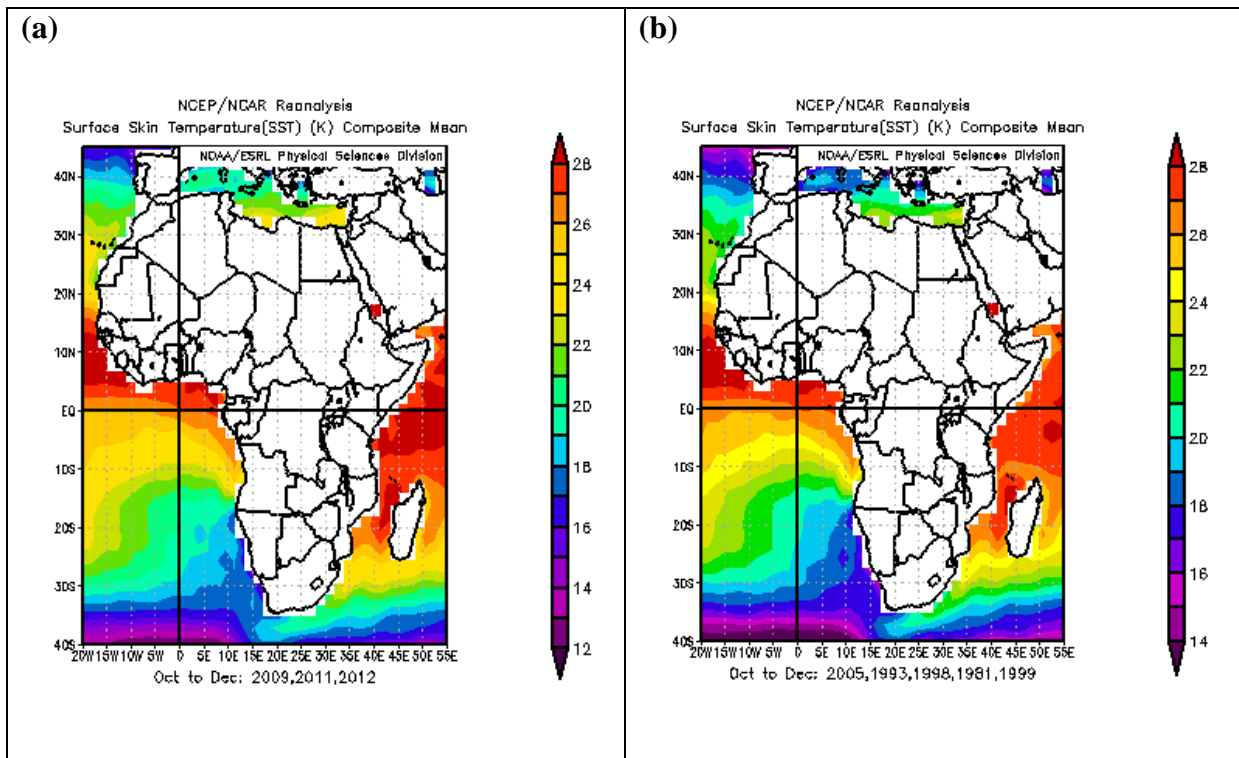 (a)
NCEP/NCAR Reanalysis
Surface Skin Temperature(SST) (K) Composite Mean
NOAA/ESRL Physical Sciences Division
40N
30N
20N
10N
EQ
10S
20S
30S
40S
20W 15W 10W 5W 0 5E 10E 15E 20E 25E 30E 35E 40E 45E 50E 55E
Oct to Dec: 2009,2011,2012
28
26
24
22
20
18
16
14
12
(b)
NCEP/NCAR Reanalysis
Surface Skin Temperature(SST) (K) Composite Mean
NOAA/ESRL Physical Sciences Division
40N
30N
20N
10N
EQ
10S
20S
30S
40S
20W 15W 10W 5W 0 5E 10E 15E 20E 25E 30E 35E 40E 45E 50E 55E
Oct to Dec: 2005,1993,1998,1981,1999
28
26
24
22
20
18
16
14